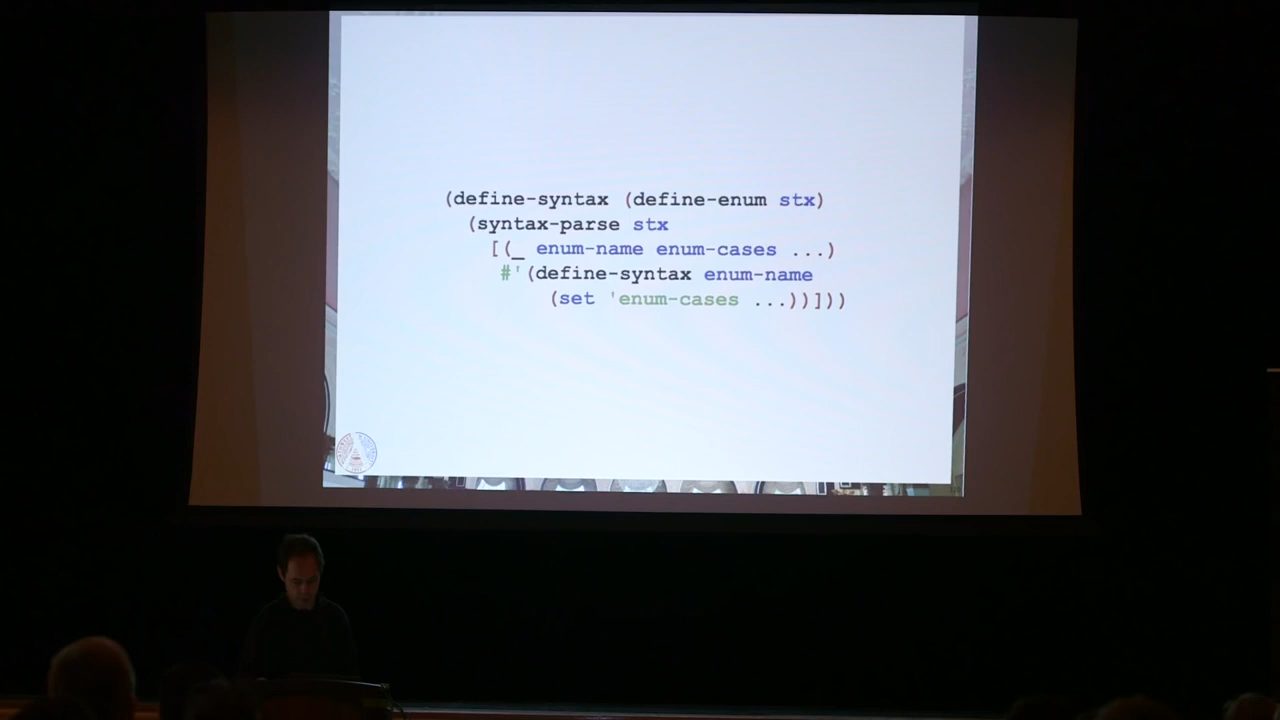 (define-syntax (define-enum stx)
(syntax-parse stx
[(_ enum-name enum-cases ...)
#'(define-syntax enum-name
(set 'enum-cases ...))]))